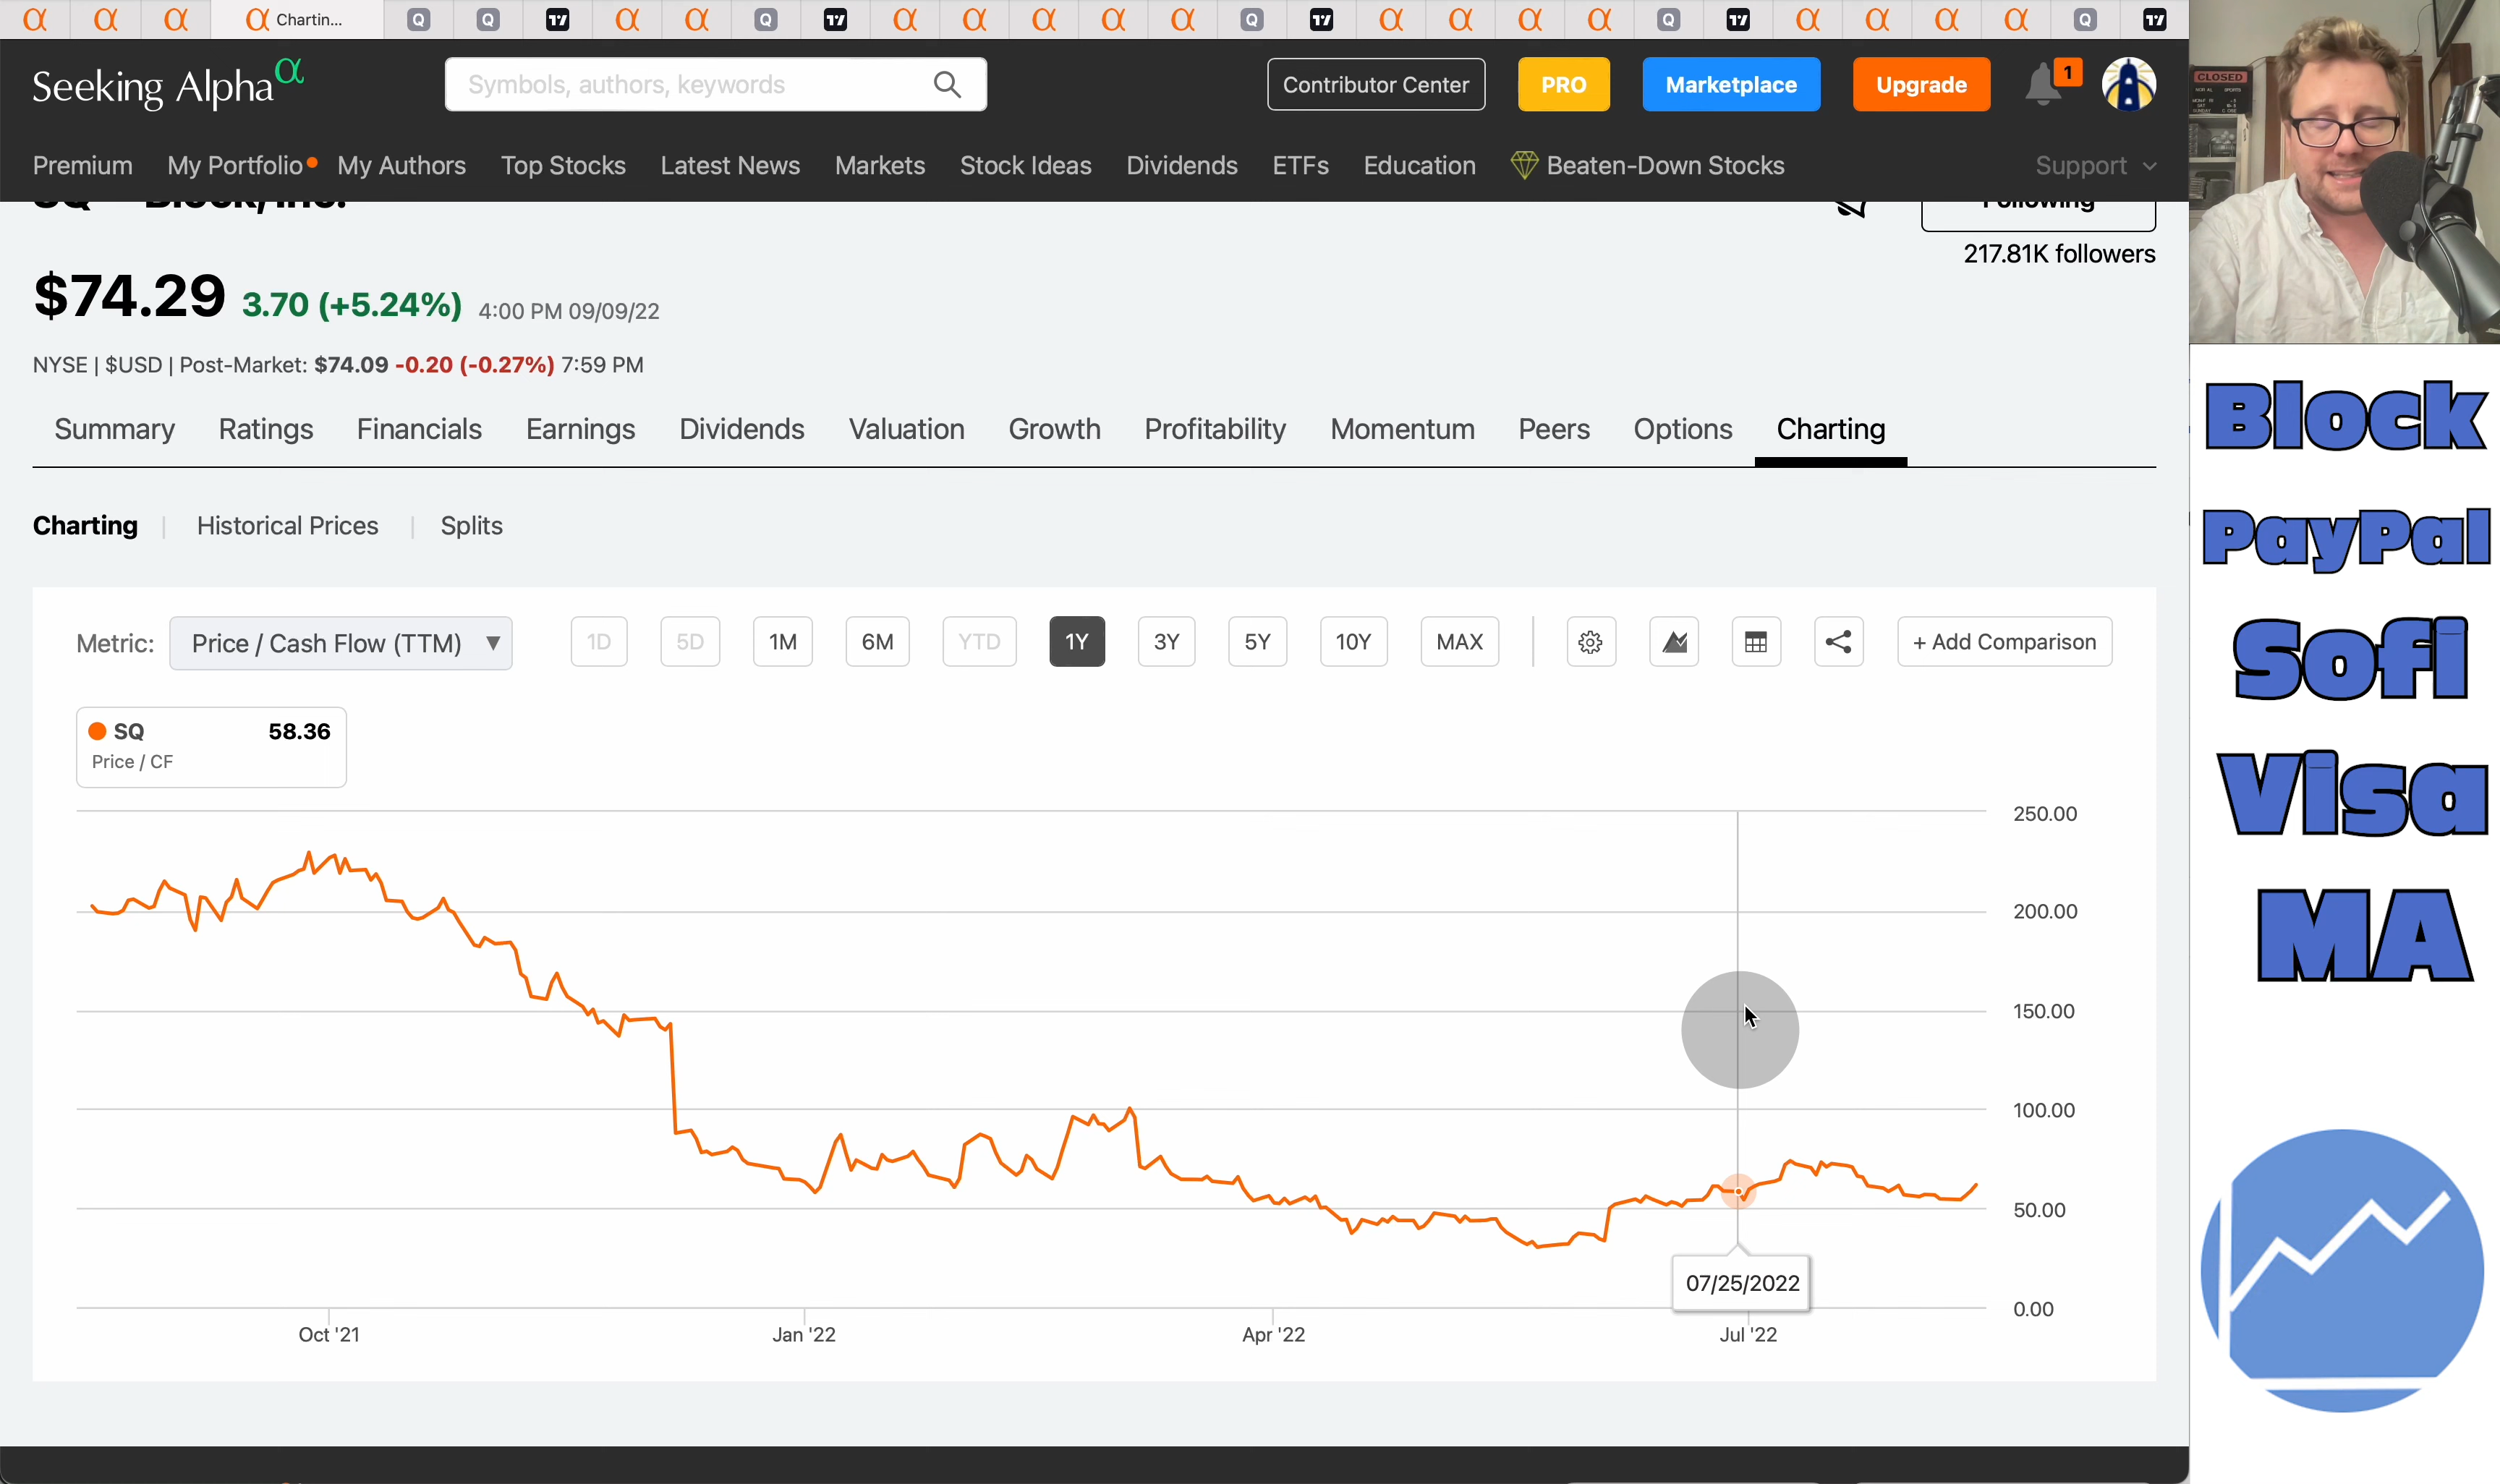 Chartin...
Seeking Alpha α
Symbols, authors, keywords
Contributor Center
PRO
Marketplace
Upgrade
1
Premium
My Portfolio
My Authors
Top Stocks
Latest News
Markets
Stock Ideas
Dividends
ETFs
Education
Beaten-Down Stocks
Support
SQ - Block, Inc.
Following
217.81K followers
$74.29 3.70 (+5.24%) 4:00 PM 09/09/22
NYSE | $USD | Post-Market: $74.09 -0.20 (-0.27%) 7:59 PM
Summary
Ratings
Financials
Earnings
Dividends
Valuation
Growth
Profitability
Momentum
Peers
Options
Charting
Charting | Historical Prices | Splits
Metric: Price / Cash Flow (TTM)
1D
5D
1M
6M
YTD
1Y
3Y
5Y
10Y
MAX
+ Add Comparison
SQ 58.36
Price / CF
250.00
200.00
150.00
100.00
50.00
0.00
07/25/2022
Oct '21
Jan '22
Apr '22
Jul '22
CLOSED
Block
PayPal
Sofi
Visa
MA